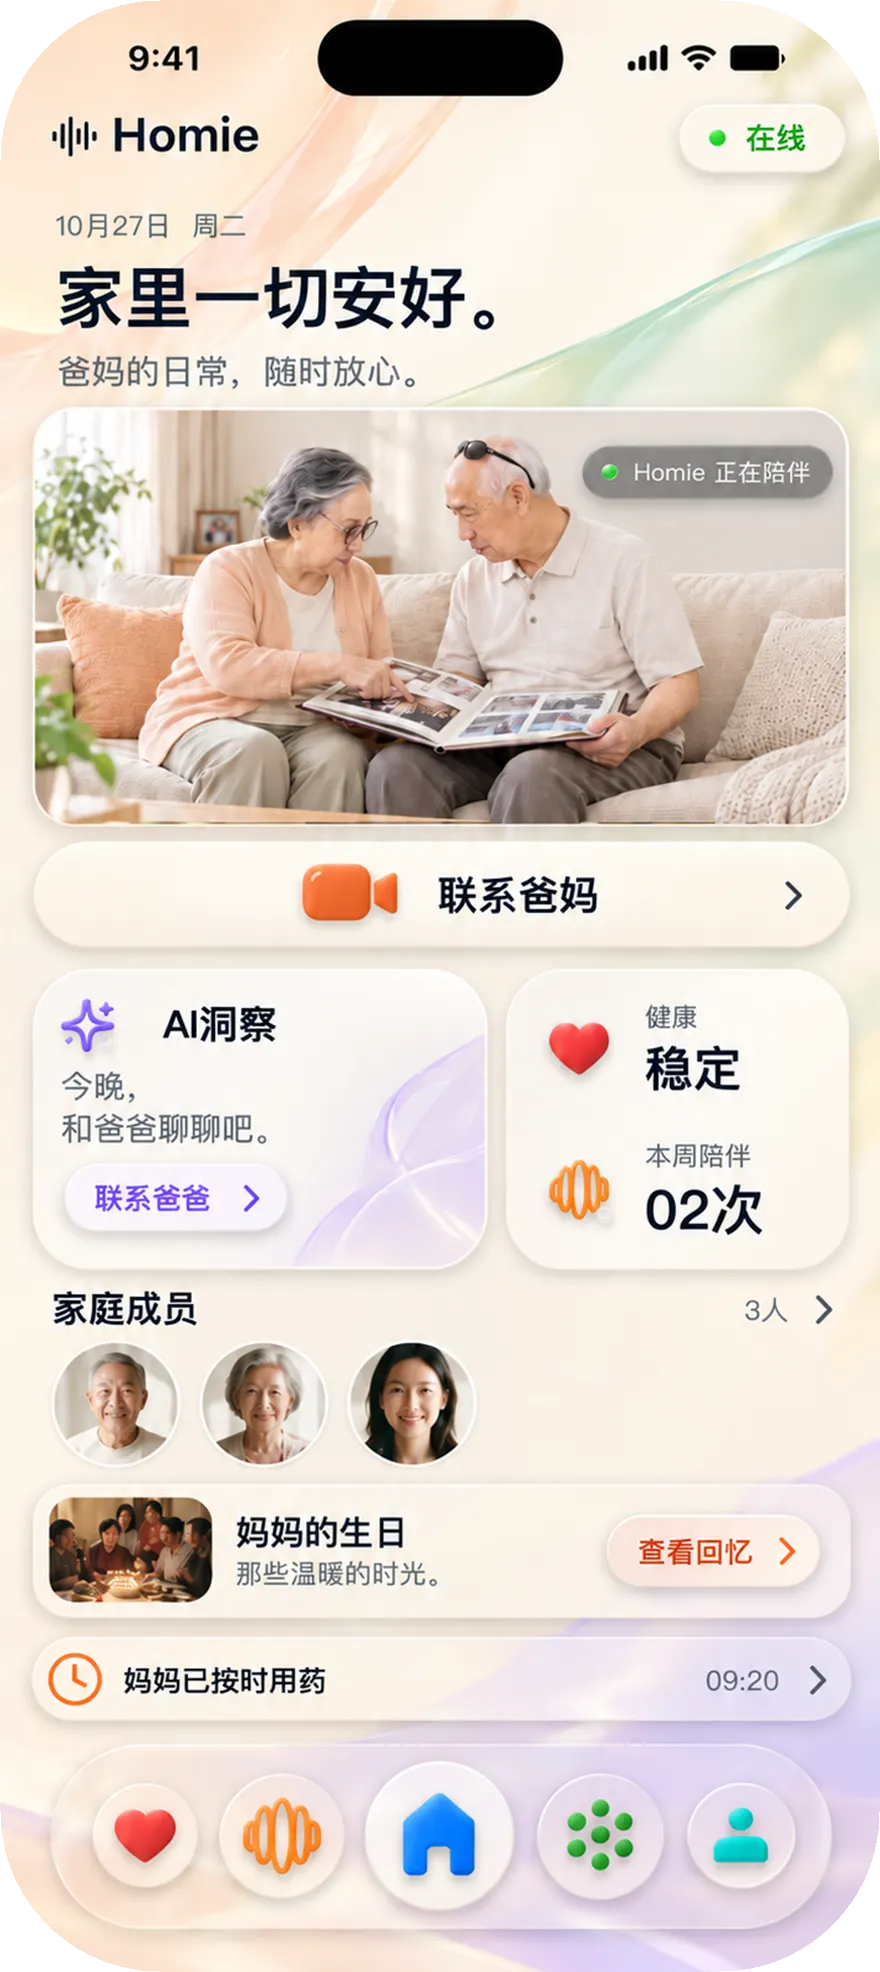 9:41
Homie
在线
10月27日 周二
家里一切安好。
爸妈的日常，随时放心。
Homie 正在陪伴
联系爸妈
AI洞察
今晚，
和爸爸聊聊吧。
联系爸爸
健康
稳定
本周陪伴
02次
家庭成员
3人
妈妈的生日
那些温暖的时光。
查看回忆
妈妈已按时用药
09:20